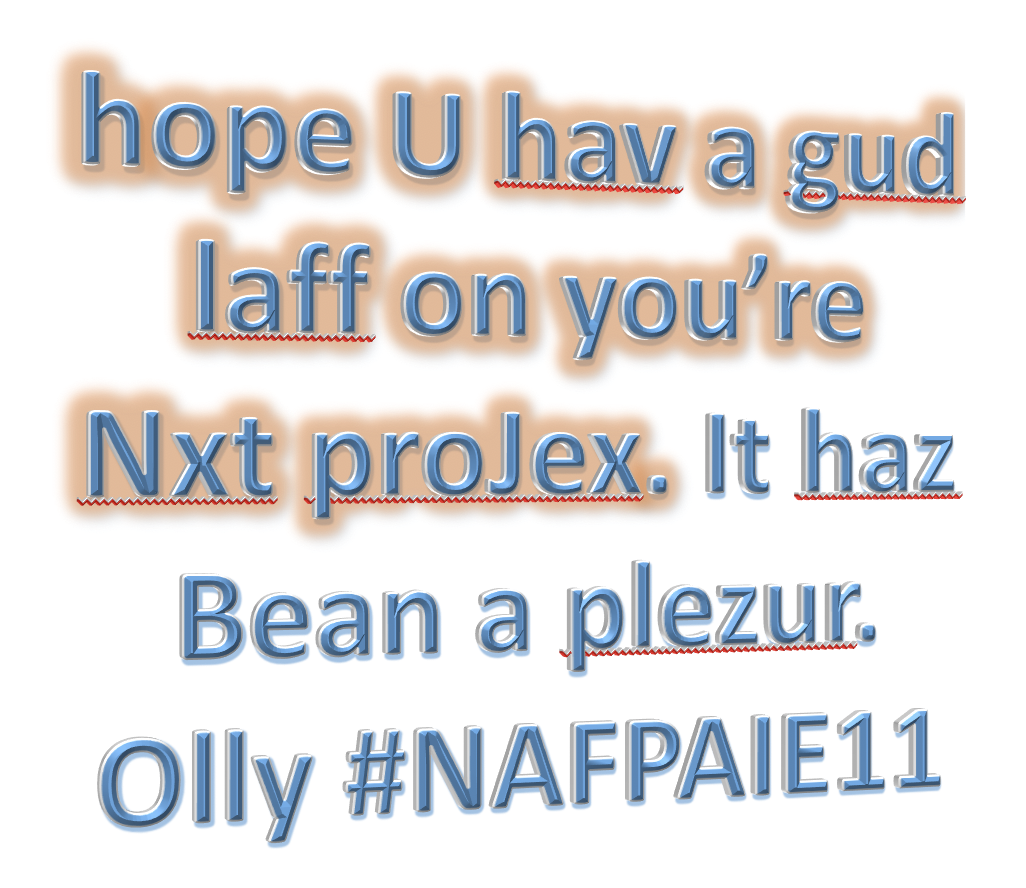 hope U hav a gud
laff on you’re
Nxt proJex. It haz
Bean a plezur.
Olly #NAFPAIE11